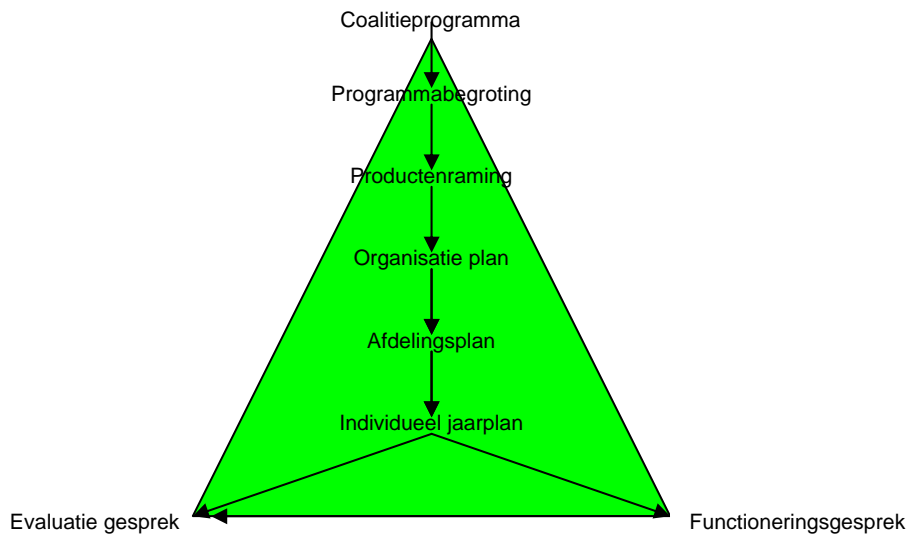 Coalitieprogramma
Programmabegroting
Productenraming
Organisatie plan
Afdelingsplan
Individueel jaarplan
Evaluatie gesprek
Functioneringsgesprek